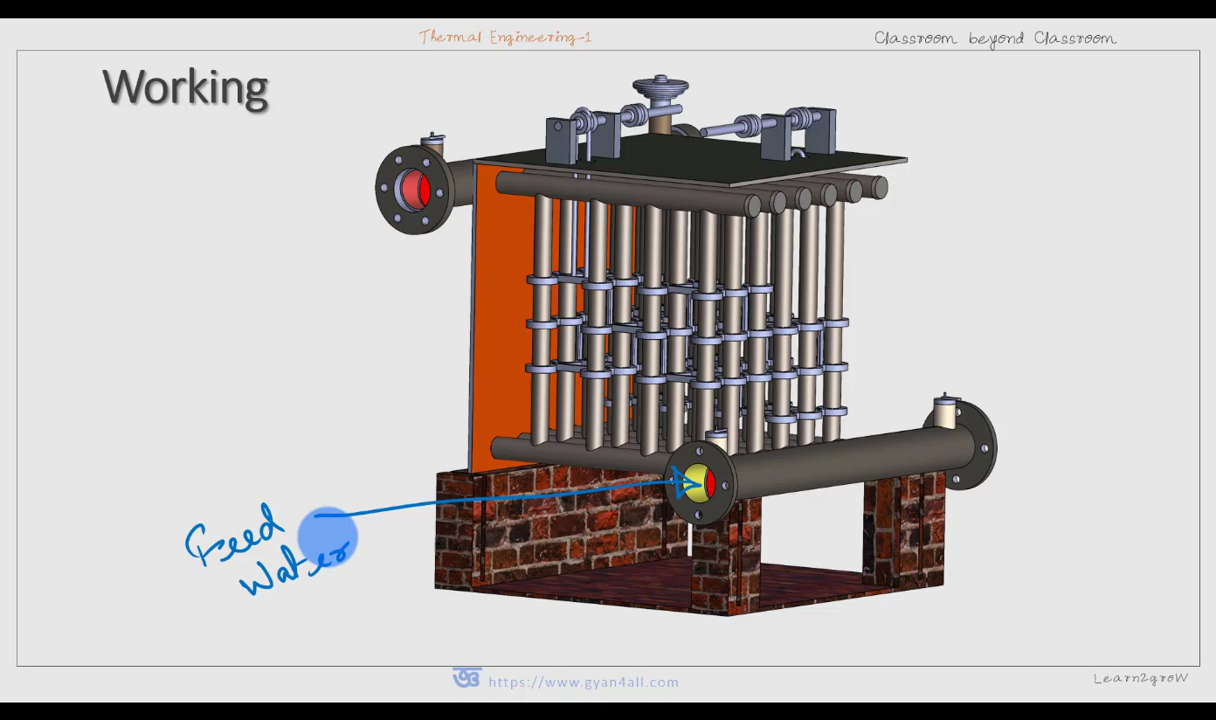 Thermal Engineering-1
Classroom beyond Classroom
Working
Feed
Water
https://www.gyan4all.com
Learn2groW